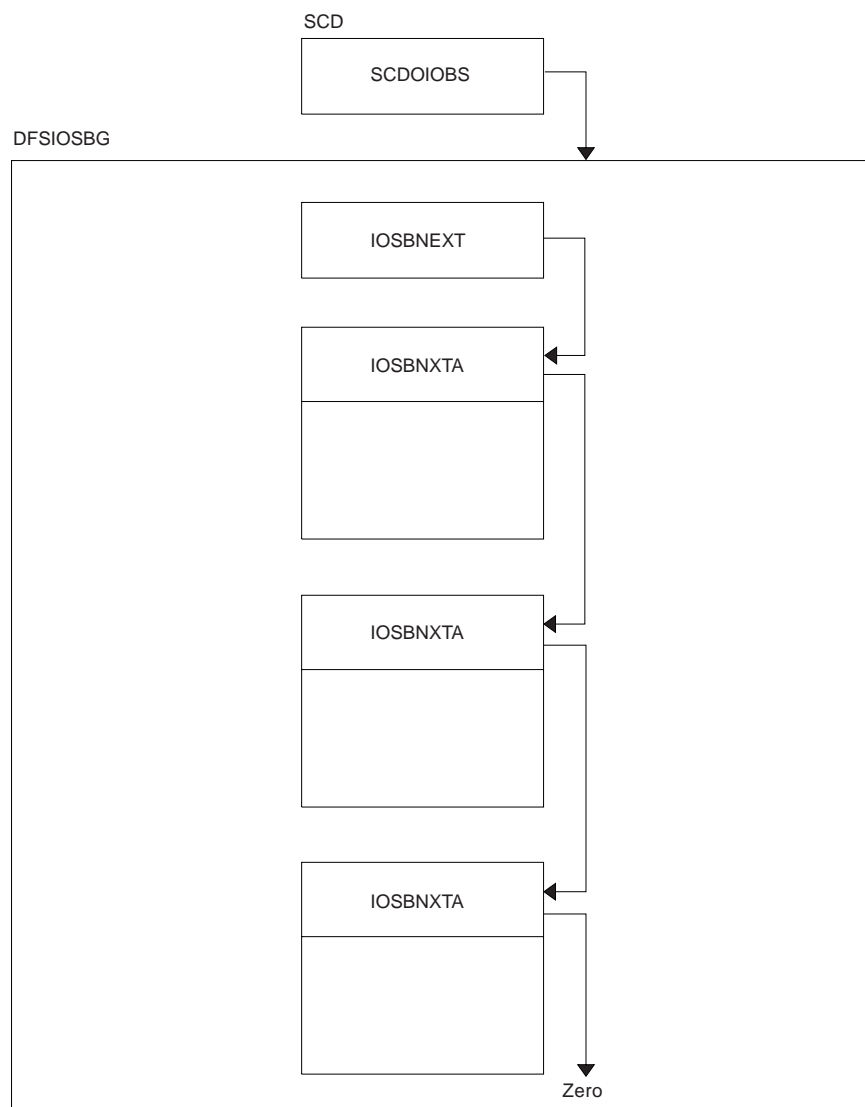 SCD
SCDOIOBS
DFSIOSBG
IOSBNEXT
IOSBNXTA
IOSBNXTA
IOSBNXTA
Zero